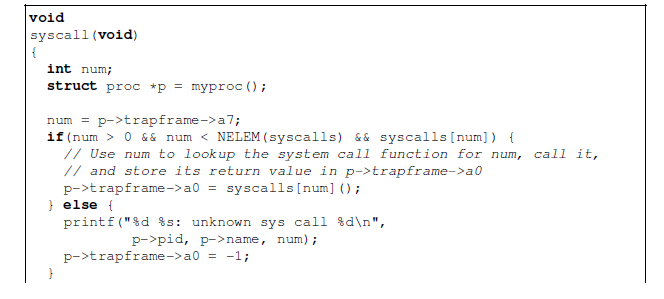 void
syscall(void)
{
  int num;
  struct proc *p = myproc();

  num = p->trapframe->a7;
  if(num > 0 && num < NELEM(syscalls) && syscalls[num]) {
    // Use num to lookup the system call function for num, call it,
    // and store its return value in p->trapframe->a0
    p->trapframe->a0 = syscalls[num]();
  } else {
    printf("%d %s: unknown sys call %d\n",
            p->pid, p->name, num);
    p->trapframe->a0 = -1;
  }